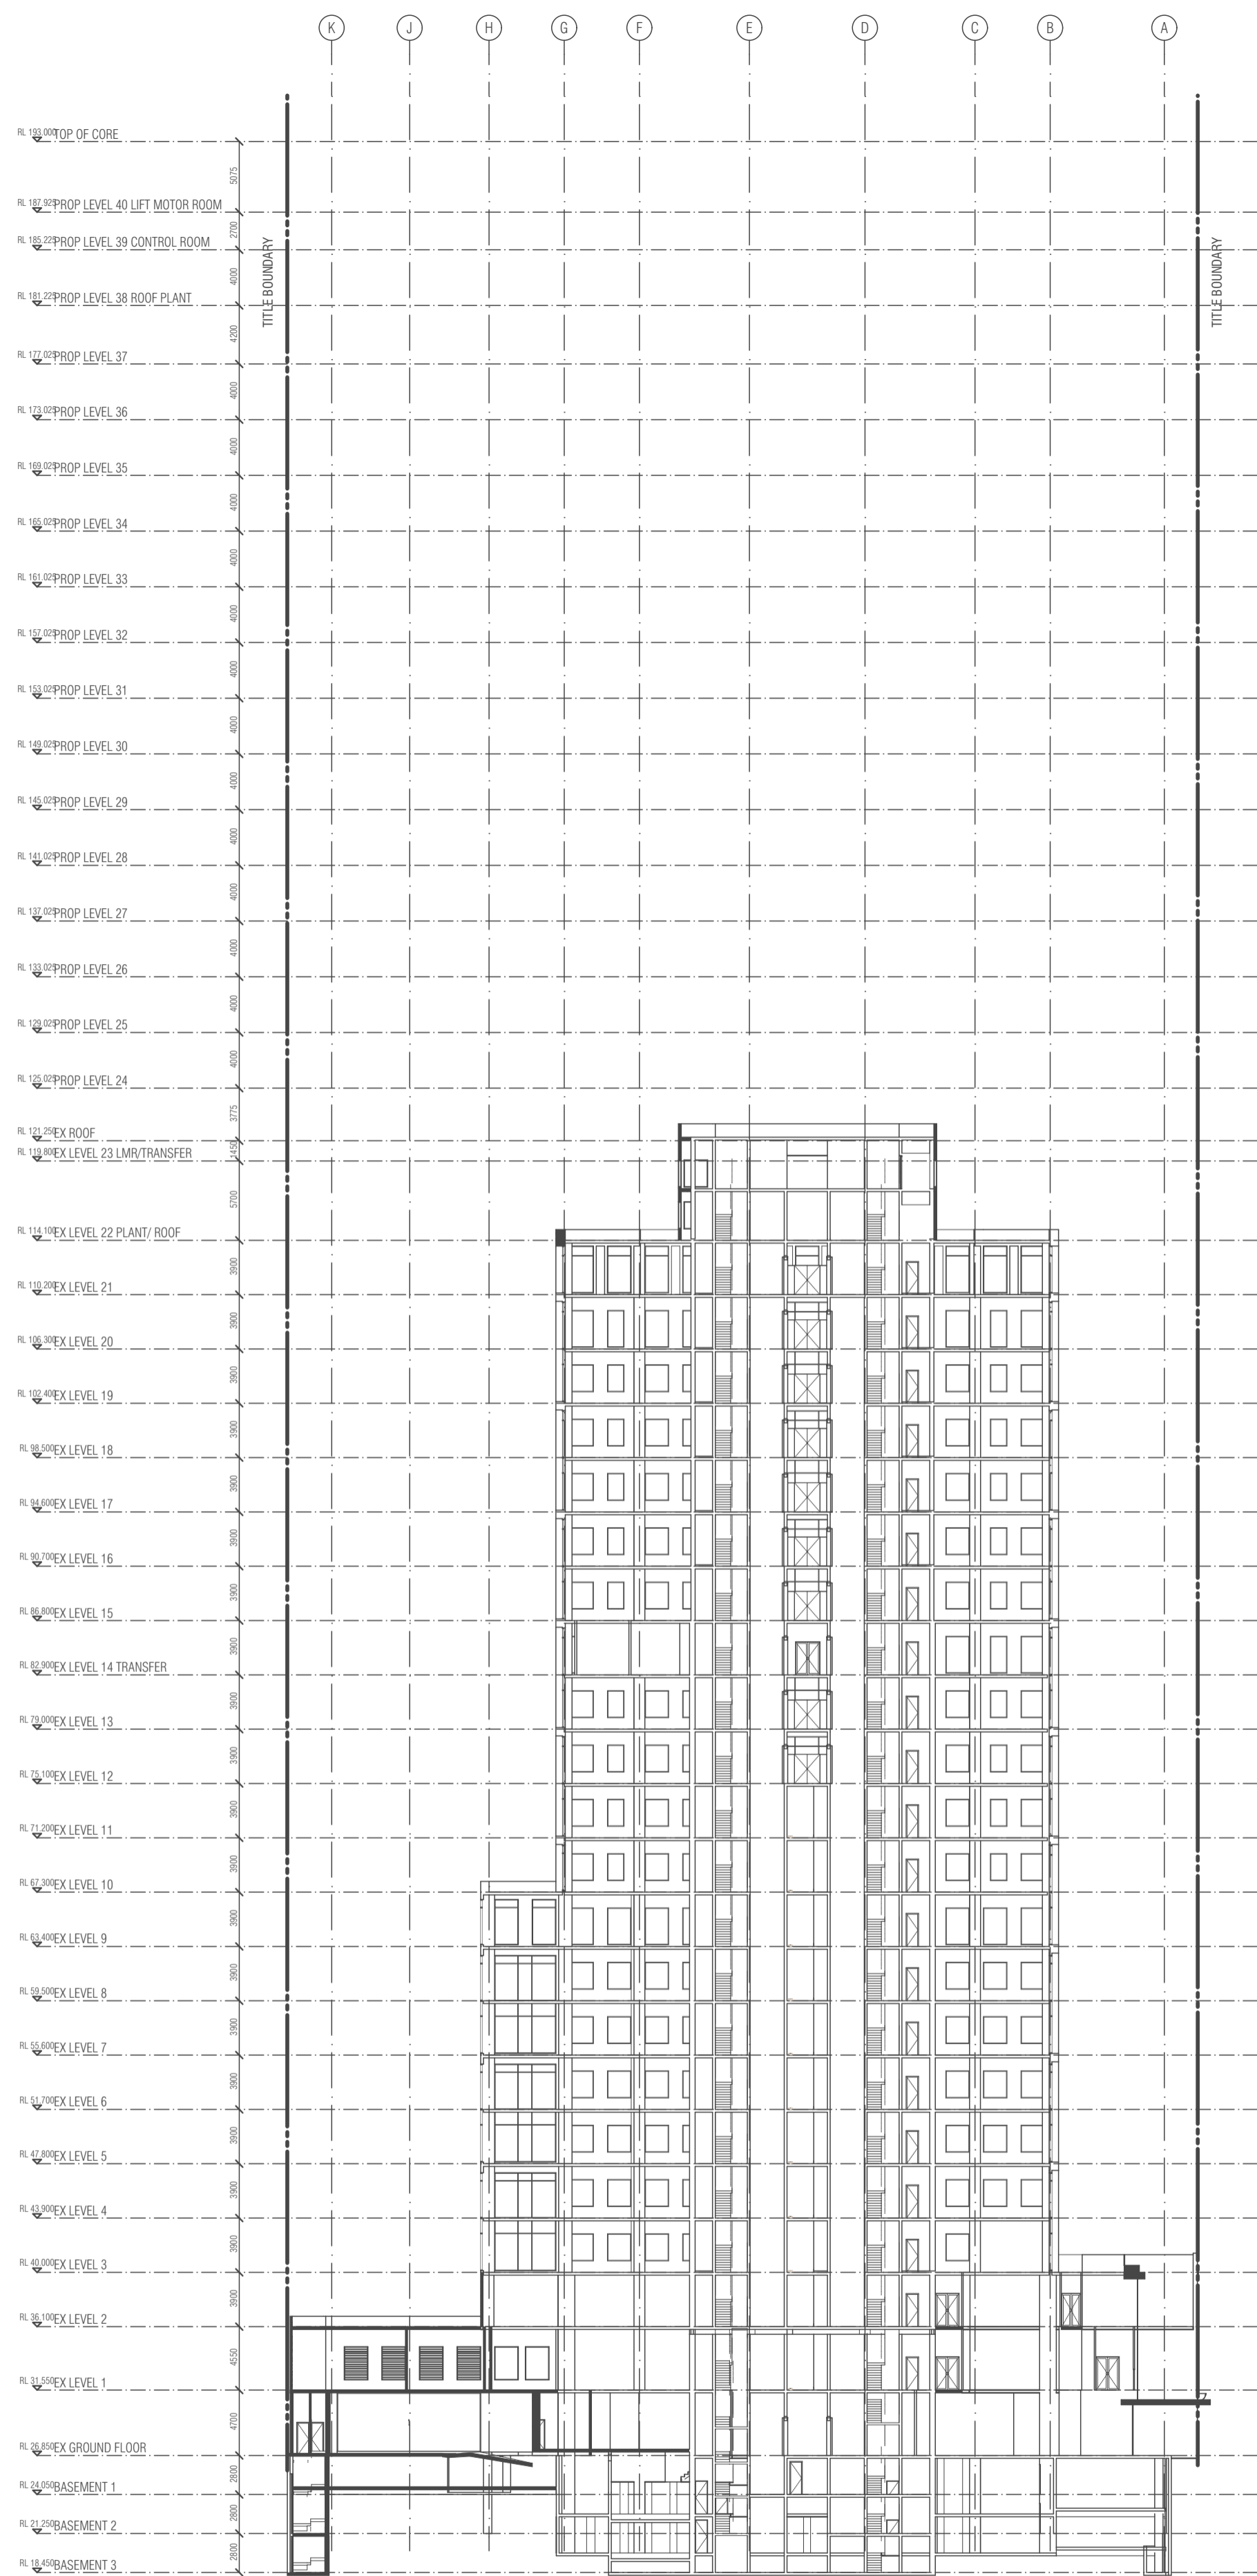 K J H G F E D C B A
RL 193.000 TOP OF CORE
5075
RL 187.925 PROP LEVEL 40 LIFT MOTOR ROOM
2700
RL 185.225 PROP LEVEL 39 CONTROL ROOM
TITLE BOUNDARY
TITLE BOUNDARY
4000
RL 181.225 PROP LEVEL 38 ROOF PLANT
4200
RL 177.025 PROP LEVEL 37
4000
RL 173.025 PROP LEVEL 36
4000
RL 169.025 PROP LEVEL 35
4000
RL 165.025 PROP LEVEL 34
4000
RL 161.025 PROP LEVEL 33
4000
RL 157.025 PROP LEVEL 32
4000
RL 153.025 PROP LEVEL 31
4000
RL 149.025 PROP LEVEL 30
4000
RL 145.025 PROP LEVEL 29
4000
RL 141.025 PROP LEVEL 28
4000
RL 137.025 PROP LEVEL 27
4000
RL 133.025 PROP LEVEL 26
4000
RL 129.025 PROP LEVEL 25
4000
RL 125.025 PROP LEVEL 24
3775
RL 121.250 EX ROOF
1450
RL 119.800 EX LEVEL 23 LMR/TRANSFER
5700
RL 114.100 EX LEVEL 22 PLANT/ ROOF
3900
RL 110.200 EX LEVEL 21
3900
RL 106.300 EX LEVEL 20
3900
RL 102.400 EX LEVEL 19
3900
RL 98.500 EX LEVEL 18
3900
RL 94.600 EX LEVEL 17
3900
RL 90.700 EX LEVEL 16
3900
RL 86.800 EX LEVEL 15
3900
RL 82.900 EX LEVEL 14 TRANSFER
3900
RL 79.000 EX LEVEL 13
3900
RL 75.100 EX LEVEL 12
3900
RL 71.200 EX LEVEL 11
3900
RL 67.300 EX LEVEL 10
3900
RL 63.400 EX LEVEL 9
3900
RL 59.500 EX LEVEL 8
3900
RL 55.600 EX LEVEL 7
3900
RL 51.700 EX LEVEL 6
3900
RL 47.800 EX LEVEL 5
3900
RL 43.900 EX LEVEL 4
3900
RL 40.000 EX LEVEL 3
3900
RL 36.100 EX LEVEL 2
4550
RL 31.550 EX LEVEL 1
4700
RL 26.850 EX GROUND FLOOR
2800
RL 24.050 BASEMENT 1
2800
RL 21.250 BASEMENT 2
2800
RL 18.450 BASEMENT 3